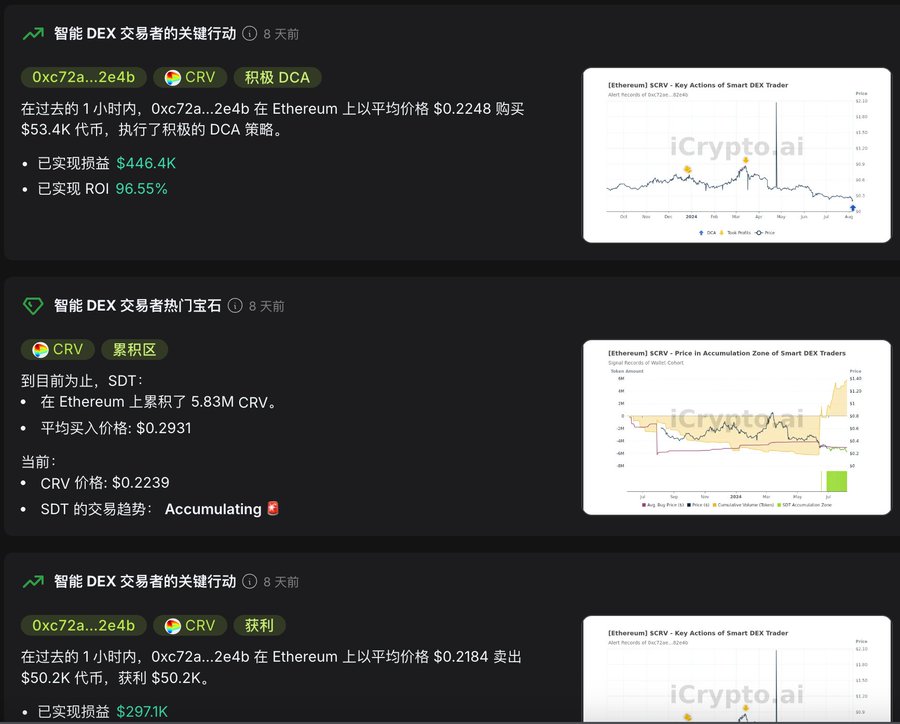 智能 DEX 交易者的关键行动 8 天前
0xc72a...2e4b CRV 积极 DCA
在过去的 1 小时内，0xc72a...2e4b 在 Ethereum 上以平均价格 $0.2248 购买
$53.4K 代币，执行了积极的 DCA 策略。
• 已实现损益 $446.4K
• 已实现 ROI 96.55%
[Ethereum] $CRV - Key Actions of Smart DEX Trader
Price
$2.10
$1.80
$1.50
$1.20
$0.9
$0.6
$0.3
$0
iCrypto.ai
Oct Nov Dec 2024 Feb Mar Apr May Jun Jul Aug
DCA Took Profits Price
智能 DEX 交易者热门宝石 8 天前
CRV 累积区
到目前为止，SDT：
• 在 Ethereum 上累积了 5.83M CRV。
• 平均买入价格: $0.2931
当前：
• CRV 价格: $0.2239
• SDT 的交易趋势： Accumulating
[Ethereum] $CRV - Price in Accumulation Zone of Smart DEX Traders
Signal Records of Wallet Cohort
Token Amount Price
6M $1.40
4M $1.20
2M $1
0 $0.8
-2M $0.6
-4M $0.4
-6M $0.2
-8M $0
iCrypto.ai
Jul Sep Nov 2024 Mar May Jul
Avg. Buy Price ($) Price ($) Cumulative Volume (Token) SDT Accumulation Zone
智能 DEX 交易者的关键行动 8 天前
0xc72a...2e4b CRV 获利
在过去的 1 小时内，0xc72a...2e4b 在 Ethereum 上以平均价格 $0.2184 卖出
$50.2K 代币，获利 $50.2K。
• 已实现损益 $297.1K
[Ethereum] $CRV - Key Actions of Smart DEX Trader
Price
$2.10
$1.80
$1.50
$1.20
$0.9
iCrypto.ai